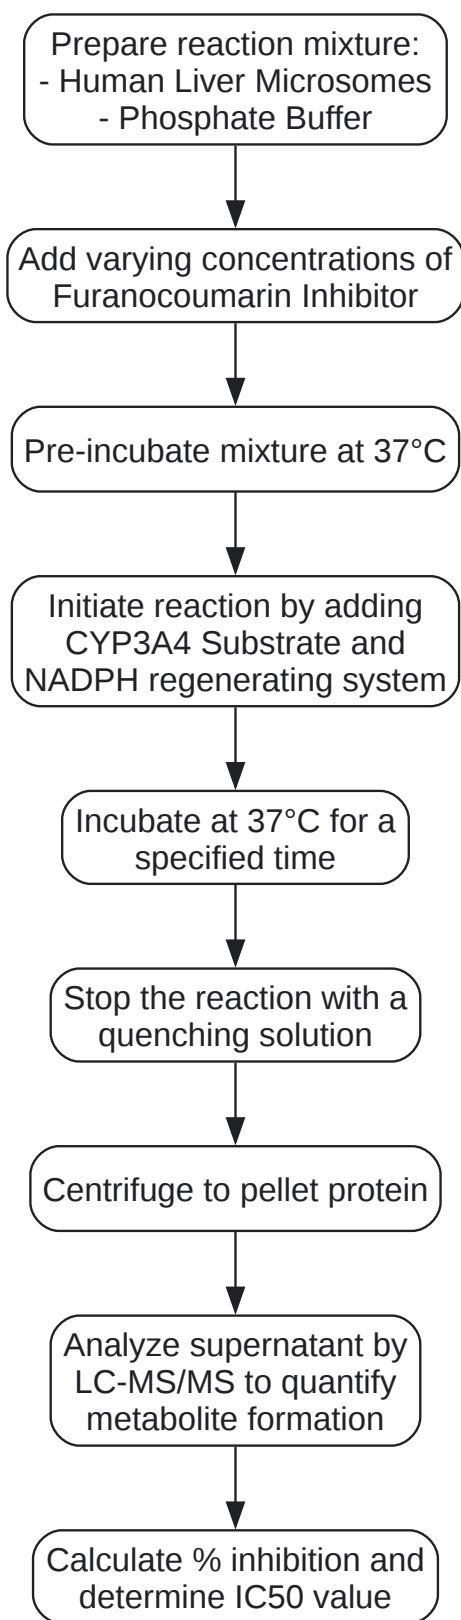 Prepare reaction mixture:
- Human Liver Microsomes
- Phosphate Buffer
Add varying concentrations of
Furanocoumarin Inhibitor
Pre-incubate mixture at 37°C
Initiate reaction by adding
CYP3A4 Substrate and
NADPH regenerating system
Incubate at 37°C for a
specified time
Stop the reaction with a
quenching solution
Centrifuge to pellet protein
Analyze supernatant by
LC-MS/MS to quantify
metabolite formation
Calculate % inhibition and
determine IC50 value